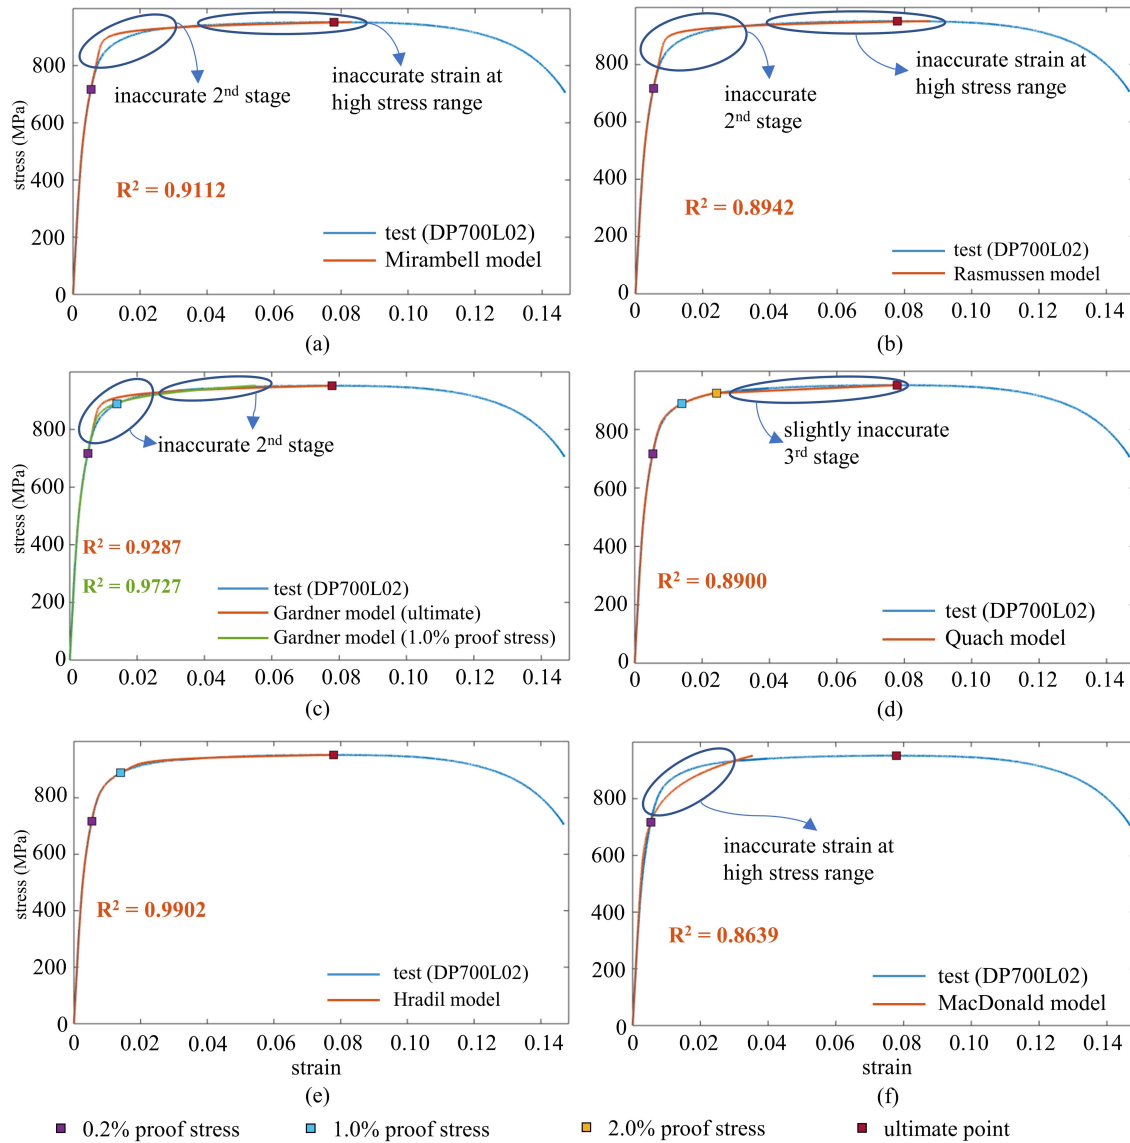 800
600
400
200
0
stress (MPa)
inaccurate 2nd stage
inaccurate strain at
high stress range
R² = 0.9112
test (DP700L02)
Mirambell model
0 0.02 0.04 0.06 0.08 0.10 0.12 0.14
(a)
800
600
400
200
0
inaccurate
2nd stage
inaccurate strain at
high stress range
R² = 0.8942
test (DP700L02)
Rasmussen model
0 0.02 0.04 0.06 0.08 0.10 0.12 0.14
(b)
800
600
400
200
0
stress (MPa)
inaccurate 2nd stage
R² = 0.9287
R² = 0.9727
test (DP700L02)
Gardner model (ultimate)
Gardner model (1.0% proof stress)
0 0.02 0.04 0.06 0.08 0.10 0.12 0.14
(c)
800
600
400
200
0
slightly inaccurate
3rd stage
R² = 0.8900
test (DP700L02)
Quach model
0 0.02 0.04 0.06 0.08 0.10 0.12 0.14
(d)
800
600
400
200
0
stress (MPa)
R² = 0.9902
test (DP700L02)
Hradil model
0 0.02 0.04 0.06 0.08 0.10 0.12 0.14
strain
(e)
800
600
400
200
0
inaccurate strain at
high stress range
R² = 0.8639
test (DP700L02)
MacDonald model
0 0.02 0.04 0.06 0.08 0.10 0.12 0.14
strain
(f)
0.2% proof stress 1.0% proof stress 2.0% proof stress ultimate point